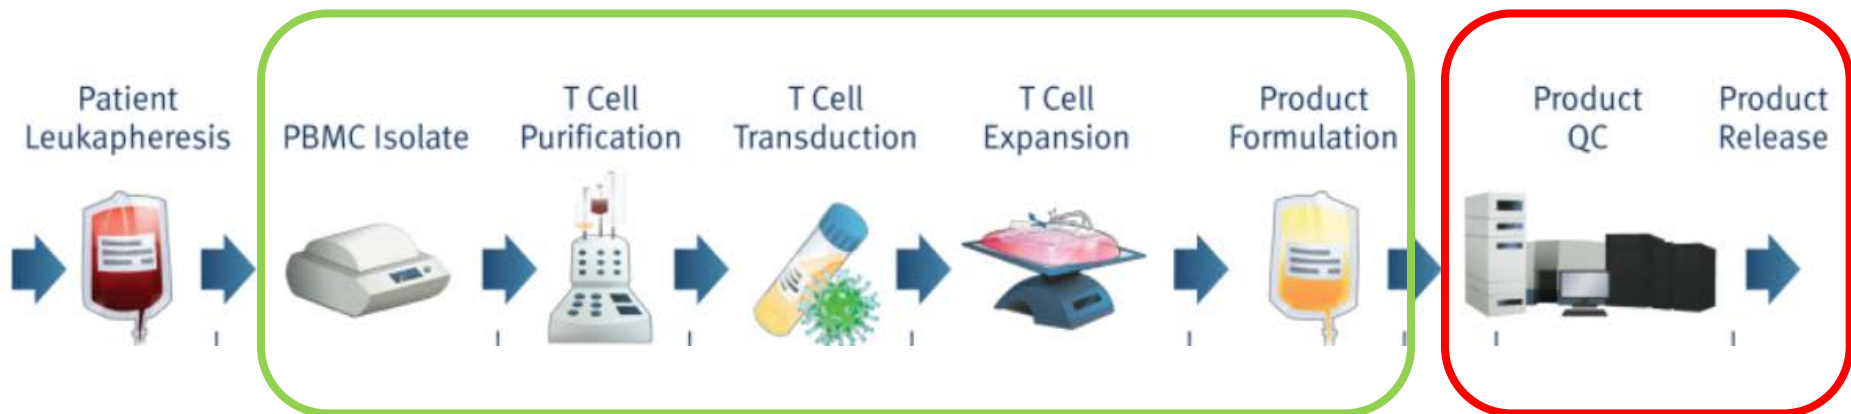 Patient
Leukapheresis
PBMC Isolate
T Cell
Purification
T Cell
Transduction
T Cell
Expansion
Product
Formulation
Product
QC
Product
Release